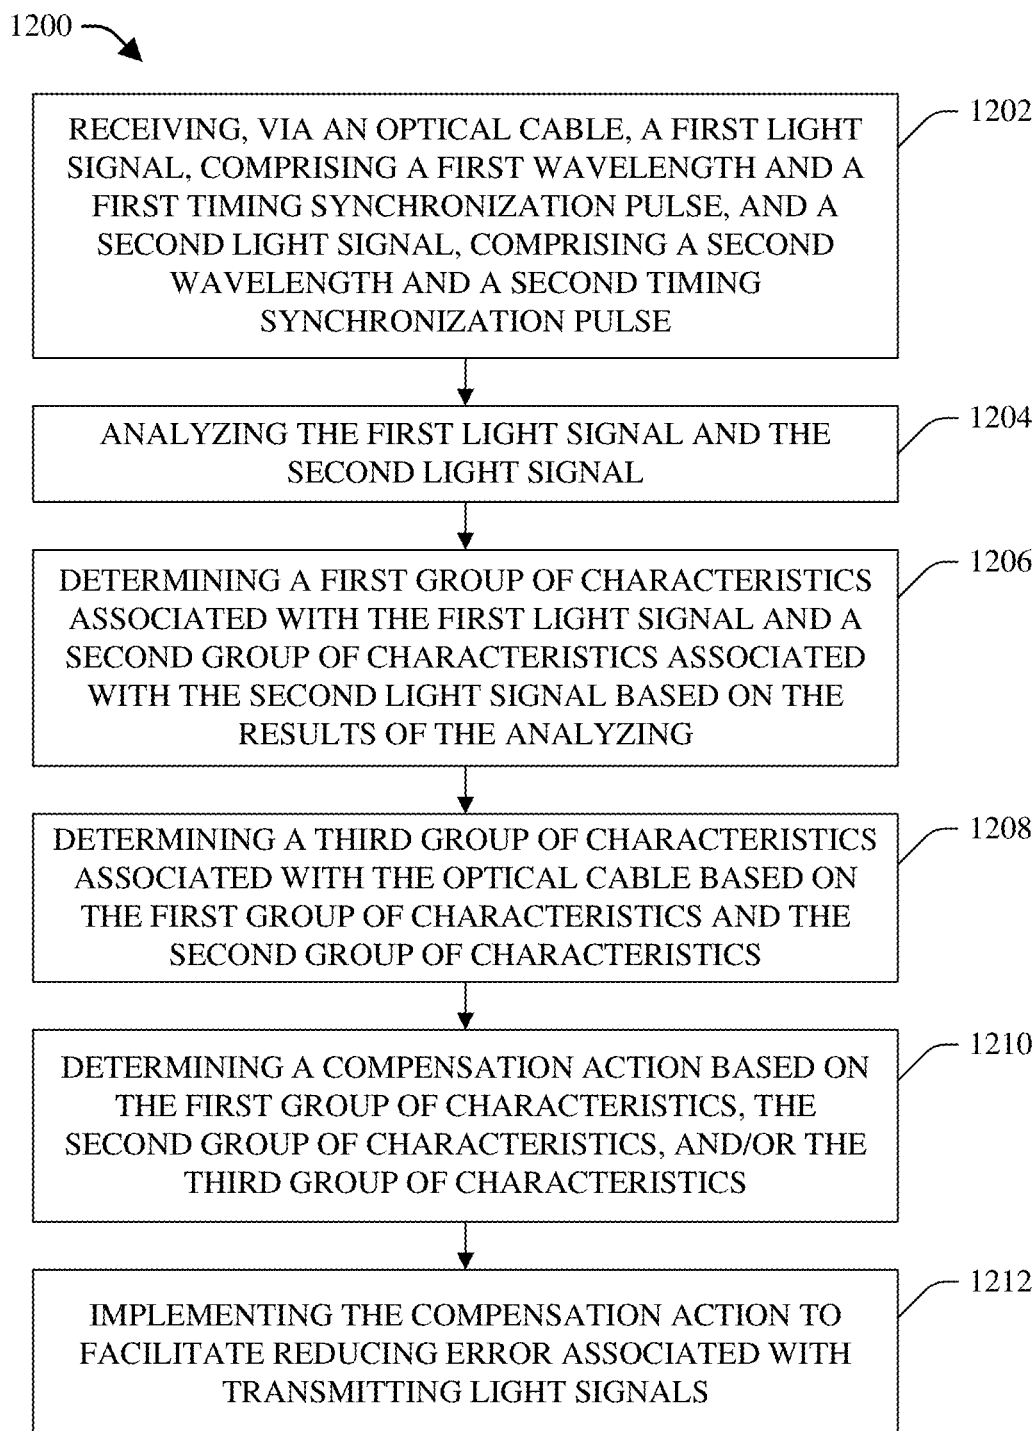 1200
RECEIVING, VIA AN OPTICAL CABLE, A FIRST LIGHT
SIGNAL, COMPRISING A FIRST WAVELENGTH AND A
FIRST TIMING SYNCHRONIZATION PULSE, AND A
SECOND LIGHT SIGNAL, COMPRISING A SECOND
WAVELENGTH AND A SECOND TIMING
SYNCHRONIZATION PULSE
1202
ANALYZING THE FIRST LIGHT SIGNAL AND THE
SECOND LIGHT SIGNAL
1204
DETERMINING A FIRST GROUP OF CHARACTERISTICS
ASSOCIATED WITH THE FIRST LIGHT SIGNAL AND A
SECOND GROUP OF CHARACTERISTICS ASSOCIATED
WITH THE SECOND LIGHT SIGNAL BASED ON THE
RESULTS OF THE ANALYZING
1206
DETERMINING A THIRD GROUP OF CHARACTERISTICS
ASSOCIATED WITH THE OPTICAL CABLE BASED ON
THE FIRST GROUP OF CHARACTERISTICS AND THE
SECOND GROUP OF CHARACTERISTICS
1208
DETERMINING A COMPENSATION ACTION BASED ON
THE FIRST GROUP OF CHARACTERISTICS, THE
SECOND GROUP OF CHARACTERISTICS, AND/OR THE
THIRD GROUP OF CHARACTERISTICS
1210
IMPLEMENTING THE COMPENSATION ACTION TO
FACILITATE REDUCING ERROR ASSOCIATED WITH
TRANSMITTING LIGHT SIGNALS
1212